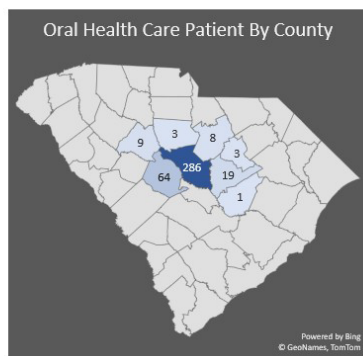 Oral Health Care Patient By County
3
8
9
3
286
64
19
1
Powered by Bing
© GeoNames, TomTom